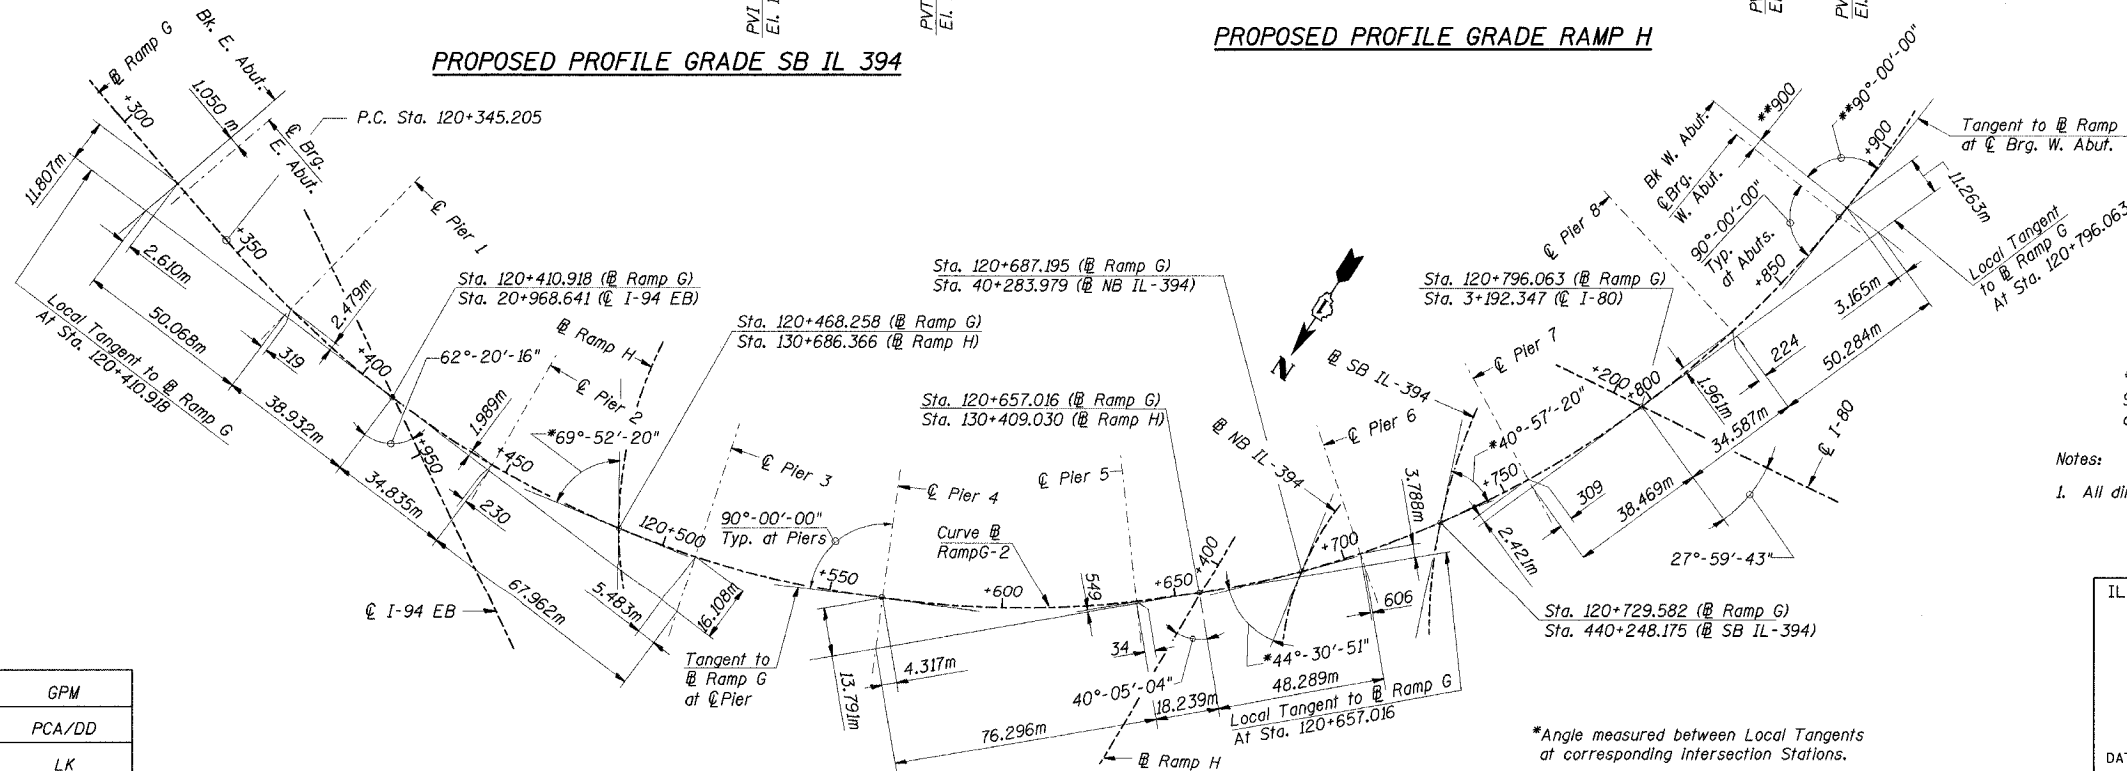 PVI
El.
PVT
El.
El.
El.
PROPOSED PROFILE GRADE SB IL 394
PROPOSED PROFILE GRADE RAMP H
℄ Ramp G
Bk. E. Abut.
+300
1.050 m
P.C. Sta. 120+345.205
℄ Brg.
E. Abut.
11.807m
+350
2.610m
℄ Pier 1
Local Tangent to ℄ Ramp G
At Sta. 120+410.918
50.068m
319
2.479m
+400
Sta. 120+410.918 (℄ Ramp G)
Sta. 20+968.641 (℄ I-94 EB)
62°-20'-16"
38.932m
34.835m
+950
230
67.962m
℄ I-94 EB
1.989m
℄ Ramp H
℄ Pier 2
+450
*69°-52'-20"
Sta. 120+468.258 (℄ Ramp G)
Sta. 130+686.366 (℄ Ramp H)
℄ Pier 3
120+500
90°-00'-00"
Typ. at Piers
5.483m
16.108m
Tangent to
℄ Ramp G
at ℄ Pier
+550
13.791m
4.317m
℄ Pier 4
Curve ℄
RampG-2
+600
76.296m
℄ Pier 5
549
34
+650
Sta. 120+657.016 (℄ Ramp G)
Sta. 130+409.030 (℄ Ramp H)
+400
40°-05'-04"
18.239m
℄ Ramp H
Sta. 120+687.195 (℄ Ramp G)
Sta. 40+283.979 (℄ NB IL-394)
℄ NB IL-394
*44°-30'-51"
48.289m
Local Tangent to ℄ Ramp G
At Sta. 120+657.016
N
℄ SB IL-394
℄ Pier 6
+700
606
3.788m
Sta. 120+729.582 (℄ Ramp G)
Sta. 440+248.175 (℄ SB IL-394)
℄ Pier 7
*40°-57'-20"
+750
2.421m
309
38.469m
Sta. 120+796.063 (℄ Ramp G)
Sta. 3+192.347 (℄ I-80)
+200
+800
27°-59'-43"
℄ I-80
1.961m
34.587m
℄ Pier 8
224
50.284m
3.165m
+850
90°-00'-00"
Typ.
at Abuts.
Bk W. Abut.
℄ Brg.
W. Abut.
**900
**90°-00'-00"
+900
Tangent to ℄ Ramp
at ℄ Brg. W. Abut.
11.263m
Local Tangent
to ℄ Ramp G
At Sta. 120+796.063
Notes:
IL
DAT
GPM
PCA/DD
LK
*Angle measured between Local Tangents
at corresponding Intersection Stations.